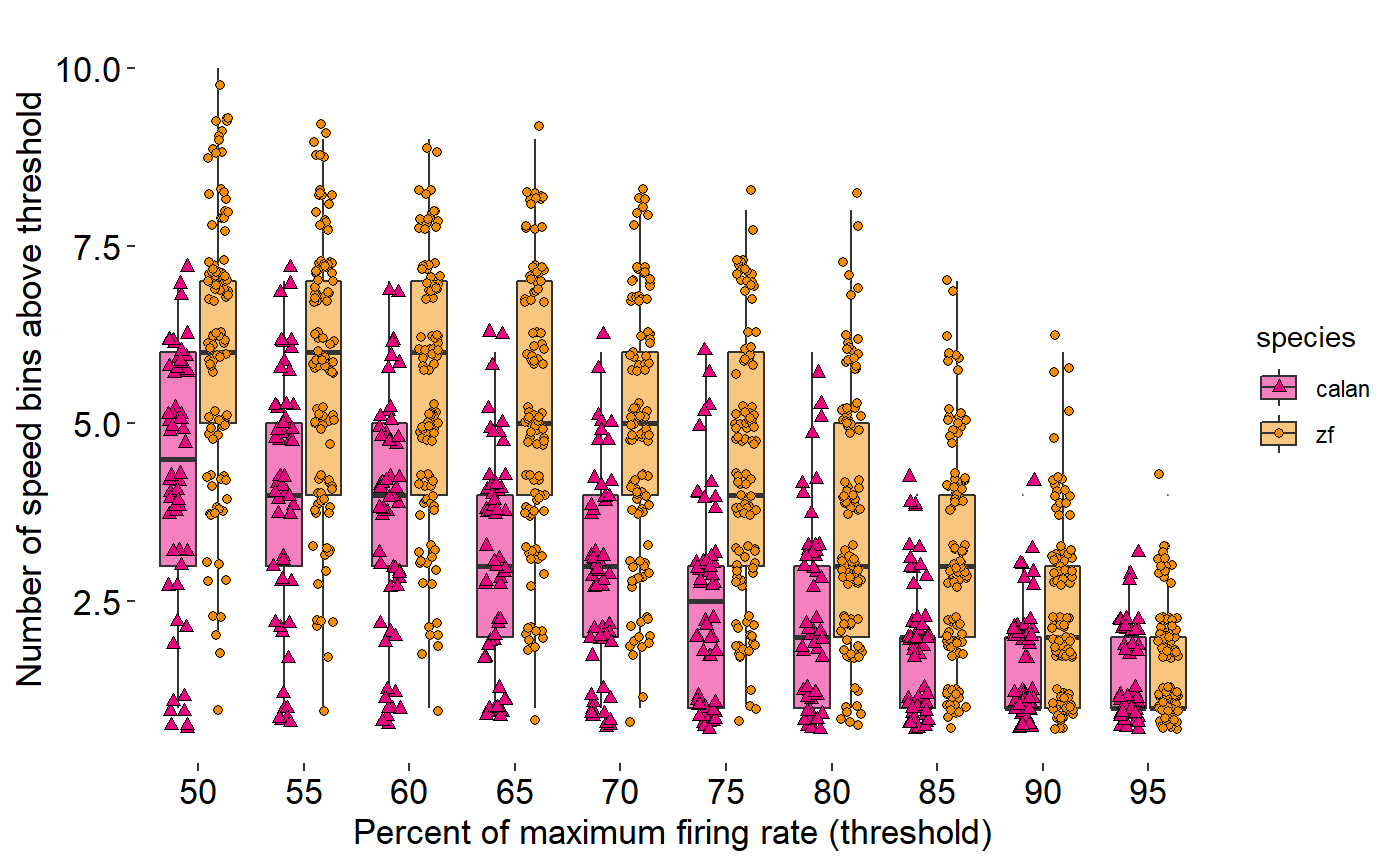 Number of speed bins above threshold
10.0
7.5
5.0
2.5
50 55 60 65 70 75 80 85 90 95
Percent of maximum firing rate (threshold)
species
calan
zf